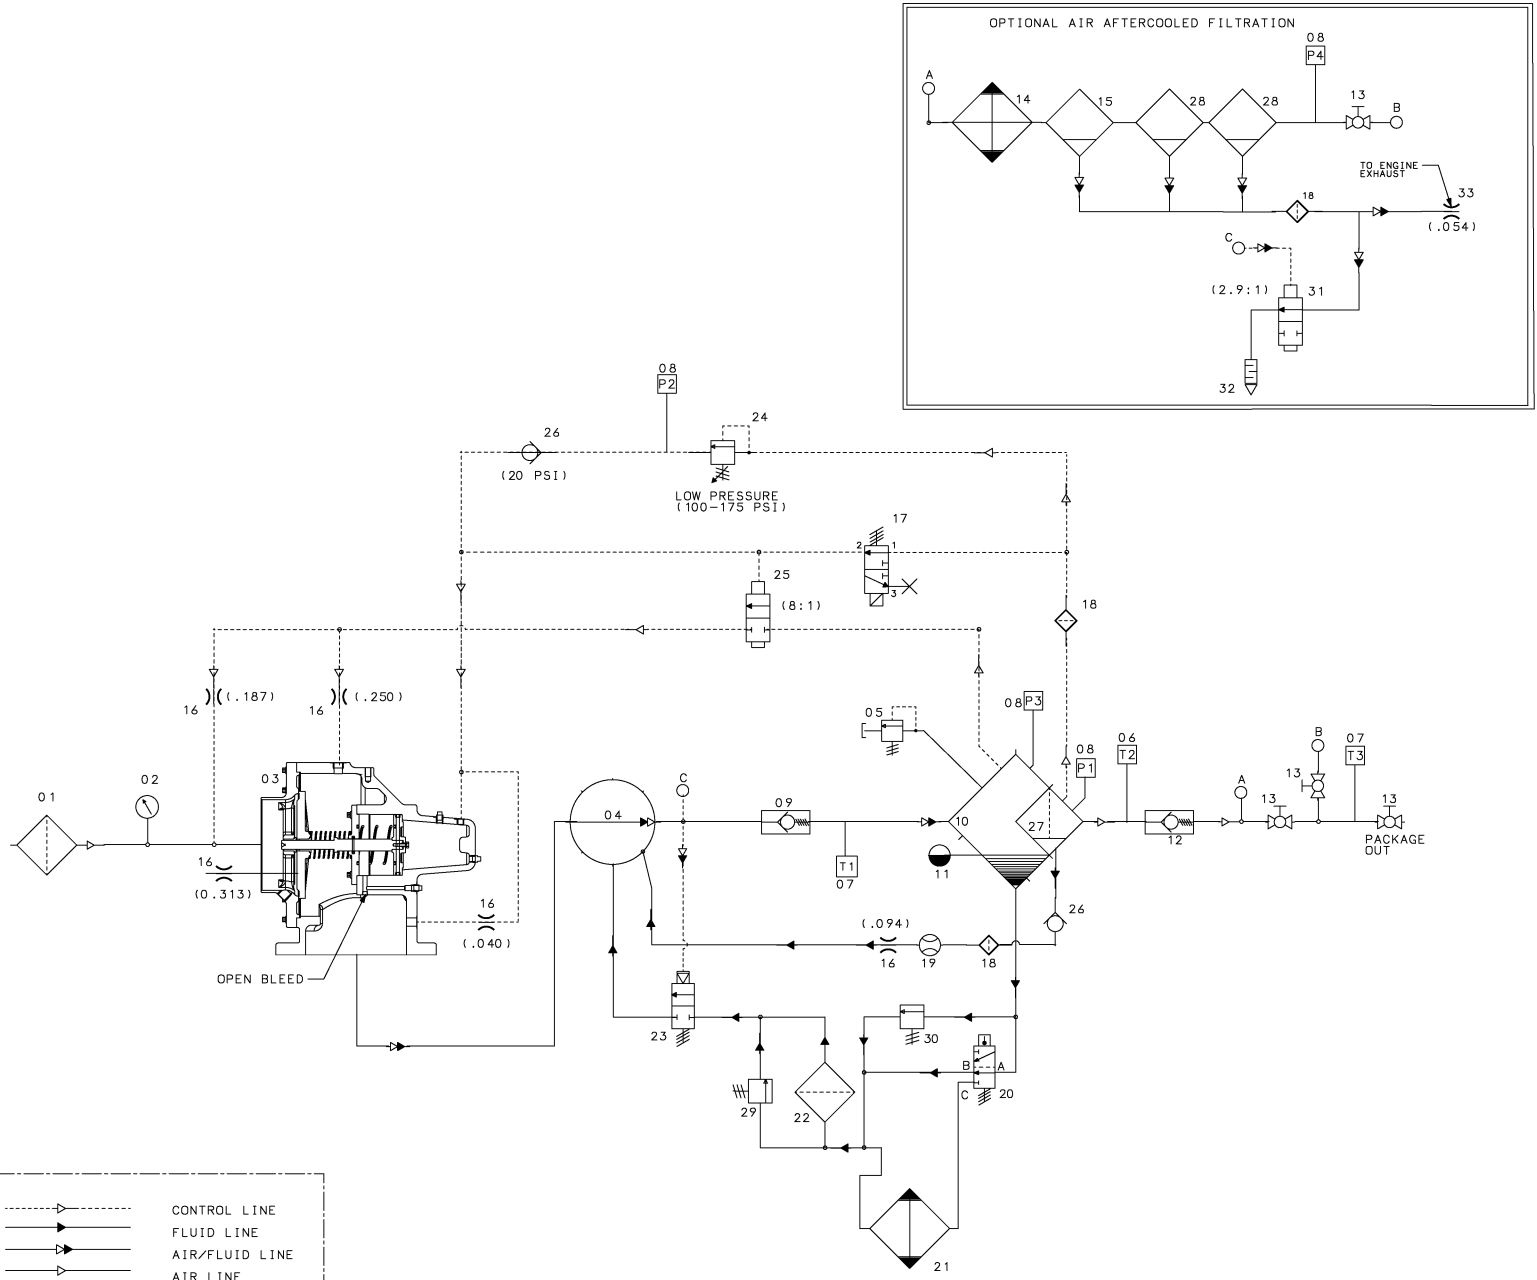 OPTIONAL AIR AFTERCOOLED FILTRATION
08
P4
A
14
15
28
28
13
B
TO ENGINE
EXHAUST
33
(.054)
18
C
(2.9:1)
31
32
08
P2
24
26
(20 PSI)
LOW PRESSURE
(100-175 PSI)
17
2
1
3
25
(8:1)
18
16
(.187)
16
(.250)
05
08
P3
01
02
03
04
C
09
10
27
08
P1
06
T2
12
A
13
B
13
07
T3
13
PACKAGE
OUT
16
(0.313)
16
(.040)
OPEN BLEED
T1
07
11
26
(.094)
16
19
18
23
30
B
A
C
20
29
22
21
CONTROL LINE
FLUID LINE
AIR/FLUID LINE
AIR LINE